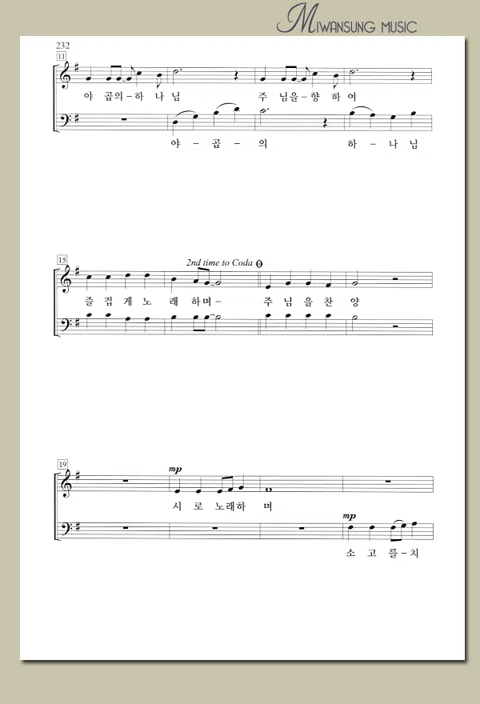 MIWANSUNG MUSIC
232
11
야 곱의-하 나 님 주 님을-향 하 여
야 - 곱 - 의 하 - 나 님
2nd time to Coda
15
즐 겁 게 노 래 하며- 주 님 을 찬 양
19
mp
시 로 노래하 며
mp
소 고 를-치